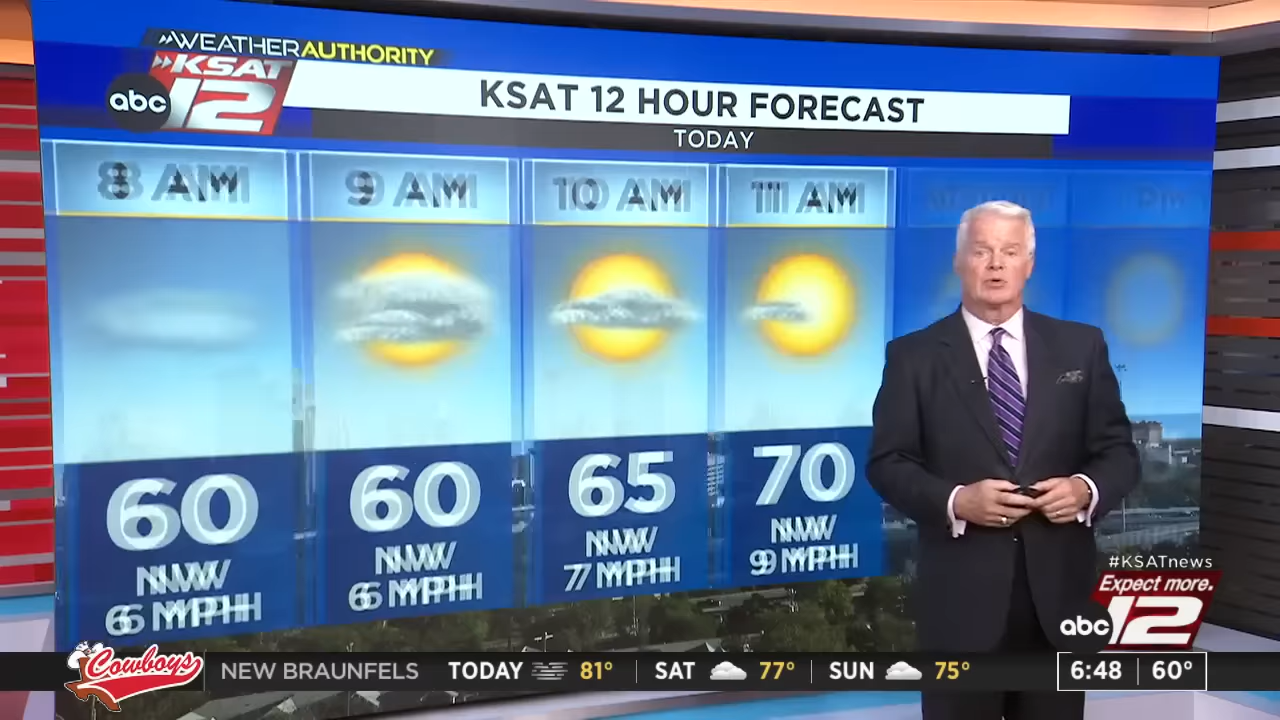 »WEATHERAUTHORITY
»KSAT
abc 12
KSAT 12 HOUR FORECAST
TODAY
8 AM 9 AM 10 AM 11 AM
60 60 65 70
NW NW NW NW
6 MPH 6 MPH 7 MPH 9 MPH
#KSATnews
Expect more.
abc 12
Cowboys
NEW BRAUNFELS TODAY 81° SAT 77° SUN 75° 6:48 60°